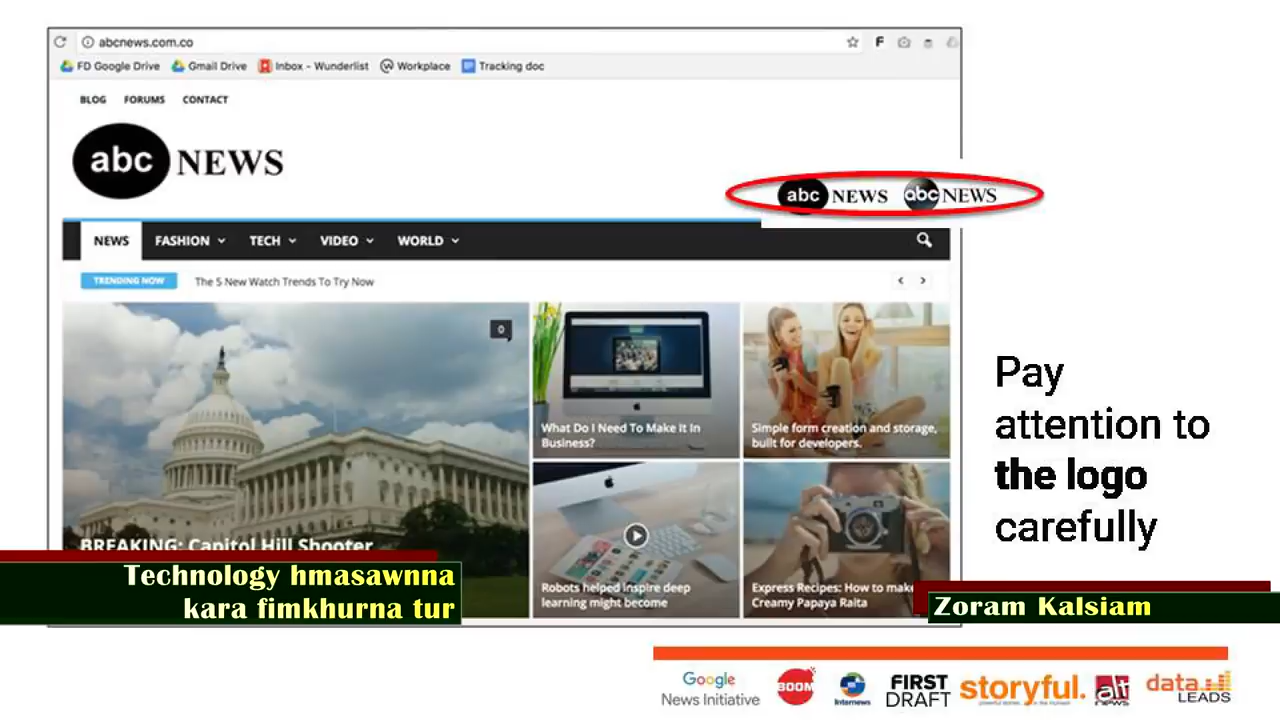 abcnews.com.co
FD Google Drive Gmail Drive Inbox - Wunderlist Workplace Tracking doc
BLOG FORUMS CONTACT
abc NEWS
abc NEWS abc NEWS
NEWS FASHION TECH VIDEO WORLD
TRENDING NOW The 5 New Watch Trends To Try Now
0
What Do I Need To Make It In
Business?
Simple form creation and storage,
built for developers.
BREAKING: Capitol Hill Shooter
Robots helped inspire deep
learning might become
Express Recipes: How to make
Creamy Papaya Raita
Pay
attention to
the logo
carefully
Technology hmasawnna
kara fimkhurna tur
Zoram Kalsiam
Google
News Initiative
BOOM
Internews
FIRST
DRAFT
storyful.
alt
NEWS
data
LEADS